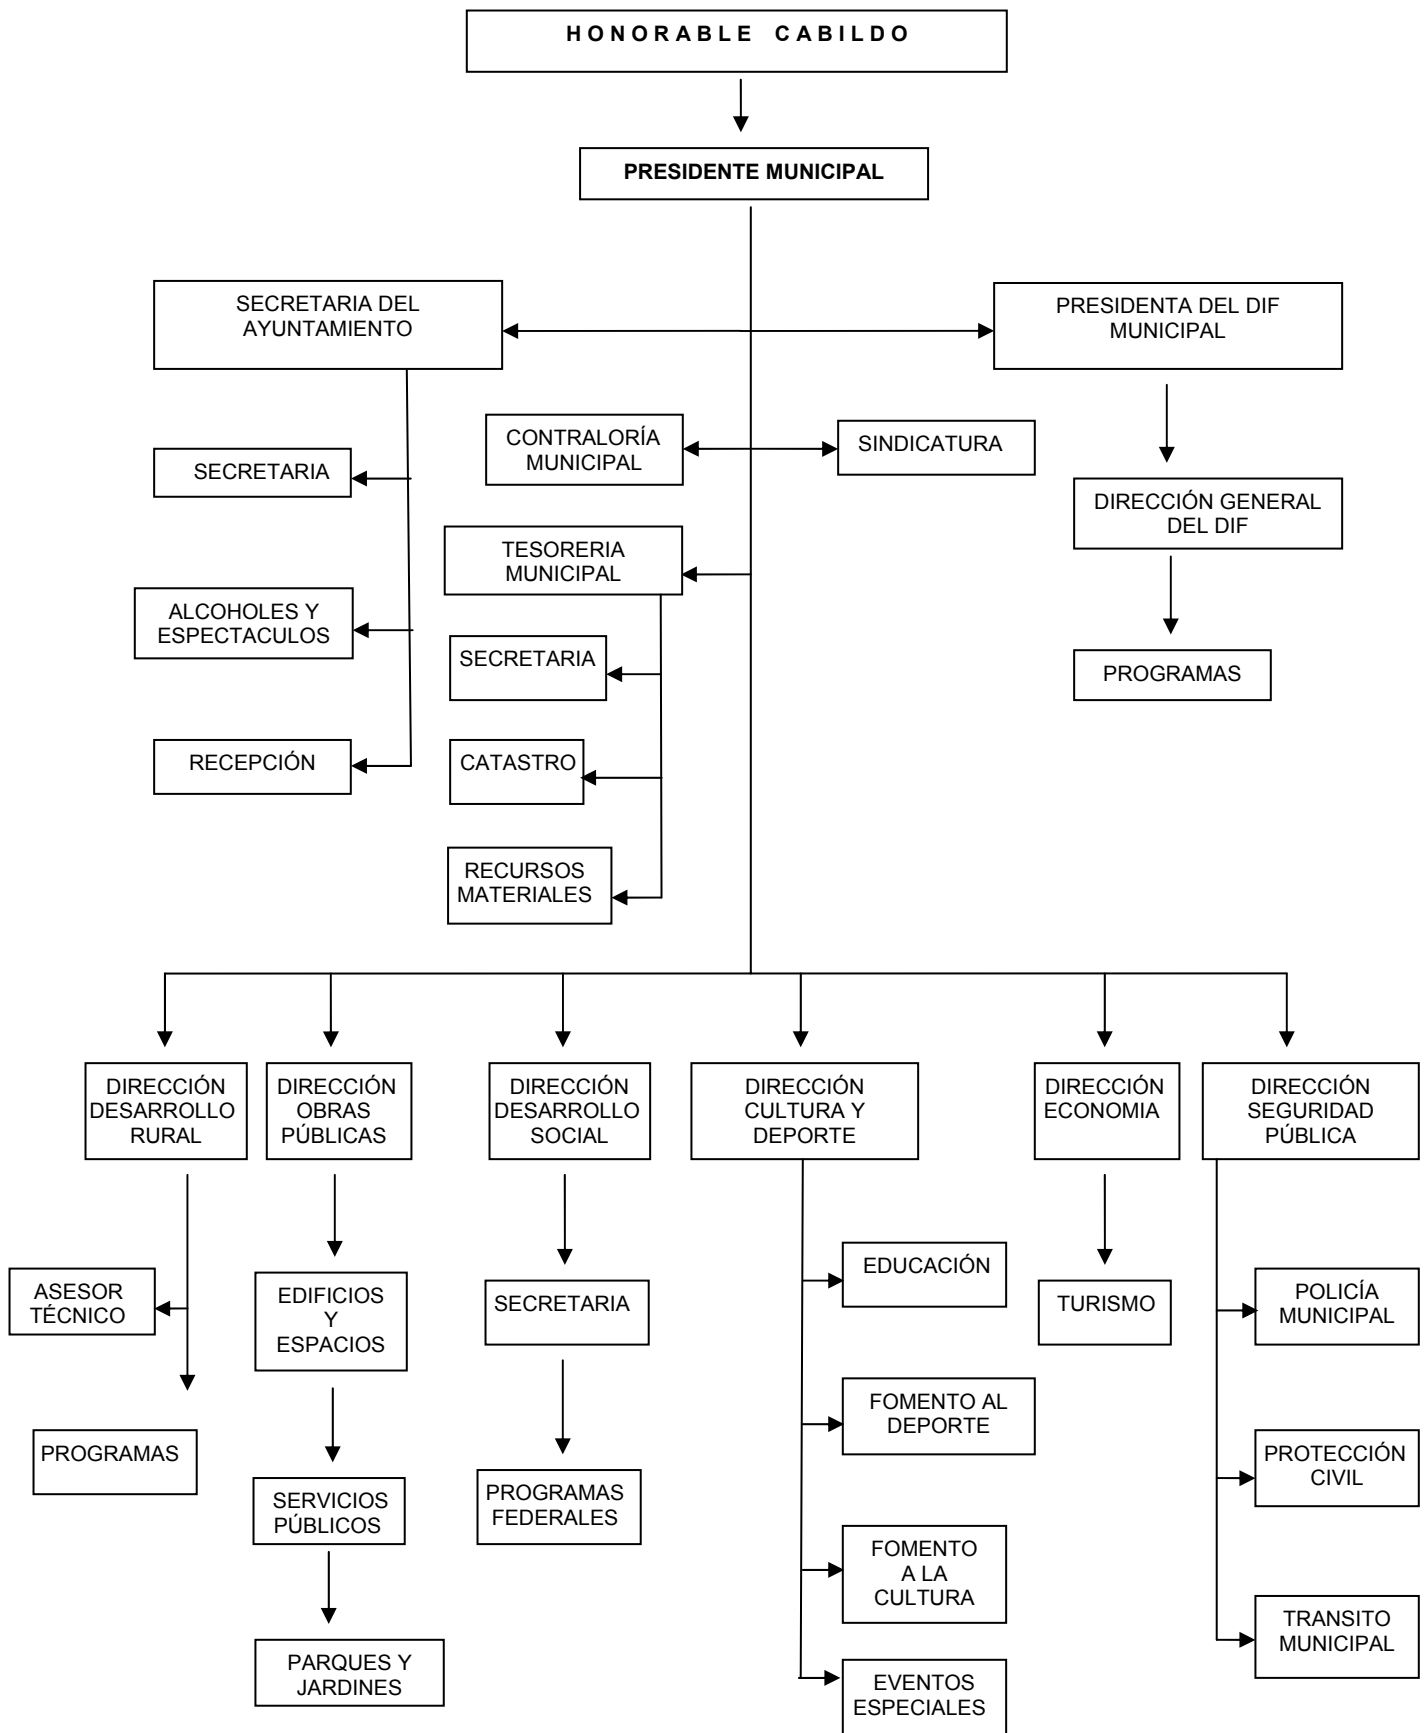 HONORABLE CABILDO
PRESIDENTE MUNICIPAL
SECRETARIA DEL
AYUNTAMIENTO
PRESIDENTA DEL DIF
MUNICIPAL
CONTRALORÍA
MUNICIPAL
SINDICATURA
SECRETARIA
DIRECCIÓN GENERAL
DEL DIF
TESORERIA
MUNICIPAL
ALCOHOLES Y
ESPECTACULOS
SECRETARIA
PROGRAMAS
RECEPCIÓN
CATASTRO
RECURSOS
MATERIALES
DIRECCIÓN
DESARROLLO
RURAL
DIRECCIÓN
OBRAS
PÚBLICAS
DIRECCIÓN
DESARROLLO
SOCIAL
DIRECCIÓN
CULTURA Y
DEPORTE
DIRECCIÓN
ECONOMIA
DIRECCIÓN
SEGURIDAD
PÚBLICA
ASESOR
TÉCNICO
EDIFICIOS
Y
ESPACIOS
SECRETARIA
EDUCACIÓN
TURISMO
POLICÍA
MUNICIPAL
PROGRAMAS
SERVICIOS
PÚBLICOS
PROGRAMAS
FEDERALES
FOMENTO AL
DEPORTE
PROTECCIÓN
CIVIL
FOMENTO
A LA
CULTURA
TRANSITO
MUNICIPAL
PARQUES Y
JARDINES
EVENTOS
ESPECIALES